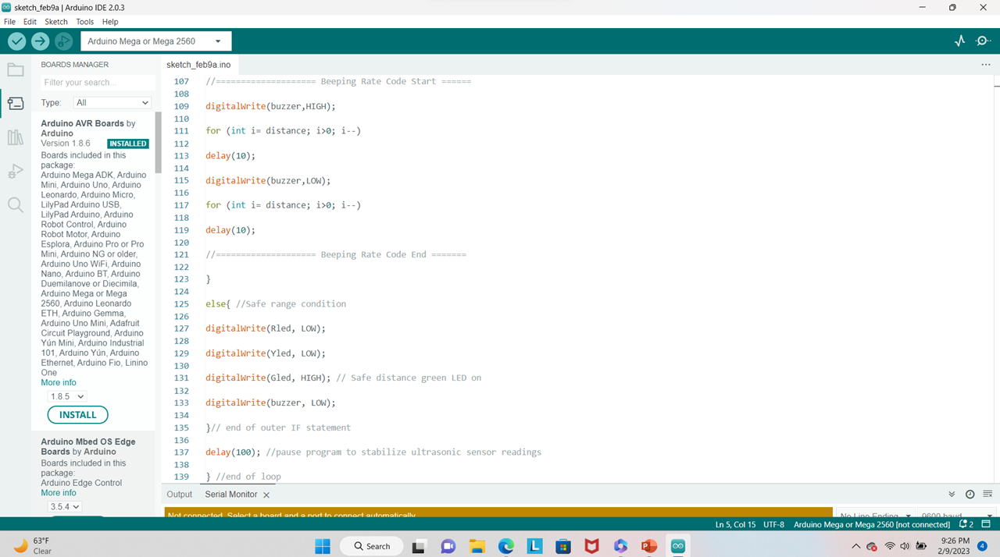 sketch_feb9a | Arduino IDE 2.0.3
File Edit Sketch Tools Help
Arduino Mega or Mega 2560
BOARDS MANAGER
Filter your search...
Type: All
Arduino AVR Boards by
Arduino
Version 1.8.6 INSTALLED
Boards included in this
package:
Arduino Mega ADK, Arduino
Mini, Arduino Uno, Arduino
Leonardo, Arduino Micro,
LilyPad Arduino USB,
LilyPad Arduino, Arduino
Robot Control, Arduino
Robot Motor, Arduino
Esplora, Arduino Pro or Pro
Mini, Arduino NG or older,
Arduino Uno WiFi, Arduino
Nano, Arduino BT, Arduino
Duemilanove or Diecimila,
Arduino Mega or Mega
2560, Arduino Leonardo
ETH, Arduino Gemma,
Arduino Uno Mini, Adafruit
Circuit Playground, Arduino
Yún Mini, Arduino Industrial
101, Arduino Yún, Arduino
Ethernet, Arduino Fio, Linino
One
More info
1.8.5
INSTALL
Arduino Mbed OS Edge
Boards by Arduino
Boards included in this
package:
Arduino Edge Control
More info
3.5.4
sketch_feb9a.ino
107 //==================== Beeping Rate Code Start ======
108
109 digitalWrite(buzzer,HIGH);
110
111 for (int i= distance; i>0; i--)
112
113 delay(10);
114
115 digitalWrite(buzzer,LOW);
116
117 for (int i= distance; i>0; i--)
118
119 delay(10);
120
121 //==================== Beeping Rate Code End =======
122
123 }
124
125 else{ //Safe range condition
126
127 digitalWrite(Rled, LOW);
128
129 digitalWrite(Yled, LOW);
130
131 digitalWrite(Gled, HIGH); // Safe distance green LED on
132
133 digitalWrite(buzzer, LOW);
134
135 }// end of outer IF statement
136
137 delay(100); //pause program to stabilize ultrasonic sensor readings
138
139 } //end of loop
Output Serial Monitor
Not connected. Select a board and a port to connect automatically.
No Line Ending 9600 baud
Ln 5, Col 15 UTF-8 Arduino Mega or Mega 2560 [not connected] 2
63°F
Clear
Search
9:26 PM
2/9/2023
4